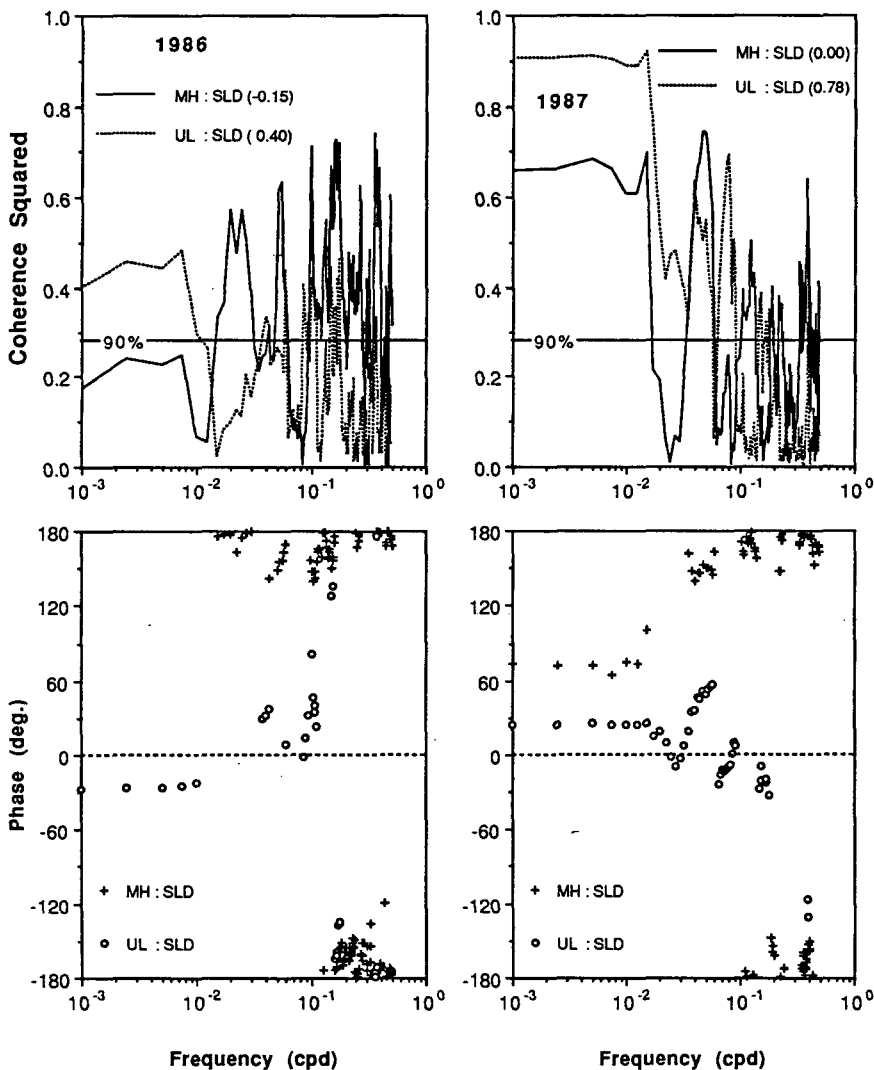 1986
MH : SLD (-0.15)
UL : SLD ( 0.40)
90%
Coherence Squared
1.0
0.8
0.6
0.4
0.2
0.0
10⁻³ 10⁻² 10⁻¹ 10⁰
1987
MH : SLD (0.00)
UL : SLD (0.78)
90%
1.0
0.8
0.6
0.4
0.2
0.0
10⁻³ 10⁻² 10⁻¹ 10⁰
Phase (deg.)
180
120
60
0
-60
-120
-180
MH : SLD
UL : SLD
10⁻³ 10⁻² 10⁻¹ 10⁰
Frequency (cpd)
180
120
60
0
-60
-120
-180
MH : SLD
UL : SLD
10⁻³ 10⁻² 10⁻¹ 10⁰
Frequency (cpd)